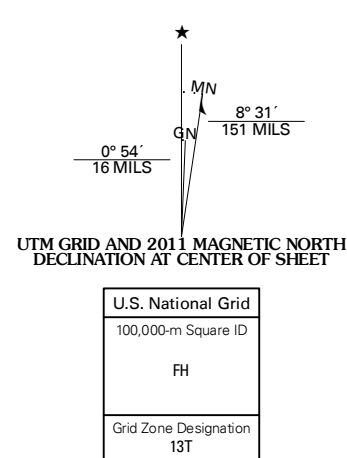 ★
MN
8° 31´
151 MILS
GN
0° 54´
16 MILS
UTM GRID AND 2011 MAGNETIC NORTH
DECLINATION AT CENTER OF SHEET
U.S. National Grid
100,000-m Square ID
FH
Grid Zone Designation
13T